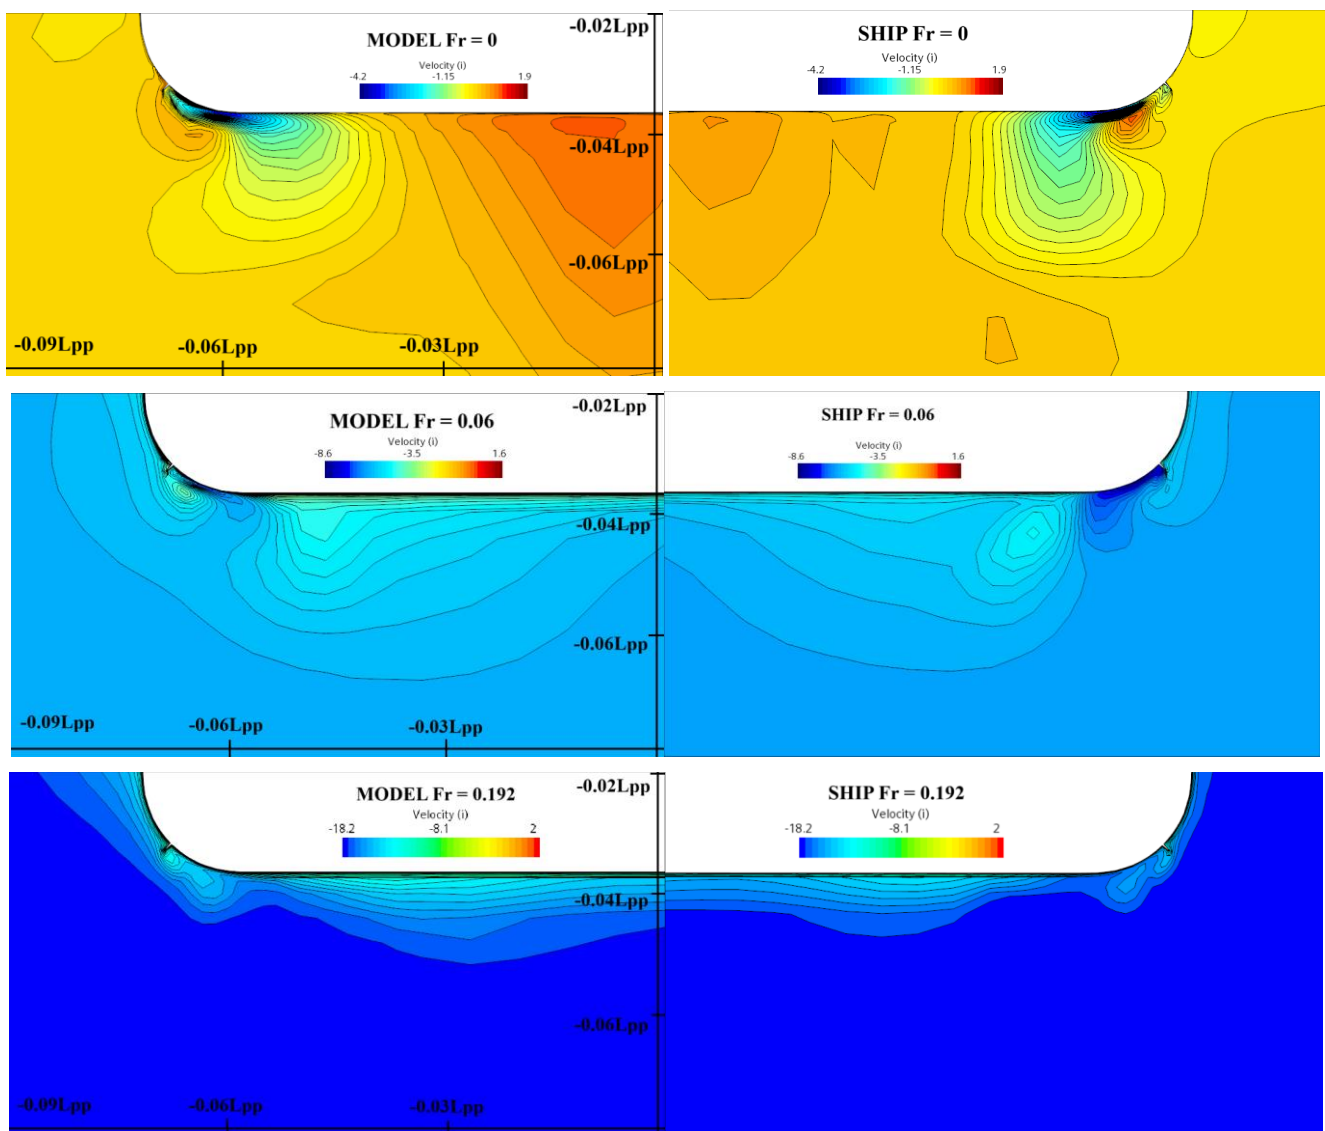 MODEL Fr = 0
Velocity (i)
-4.2 -1.15 1.9
-0.02Lpp
-0.04Lpp
-0.06Lpp
-0.09Lpp -0.06Lpp -0.03Lpp
SHIP Fr = 0
Velocity (i)
-4.2 -1.15 1.9
MODEL Fr = 0.06
Velocity (i)
-8.6 -3.5 1.6
-0.02Lpp
-0.04Lpp
-0.06Lpp
-0.09Lpp -0.06Lpp -0.03Lpp
SHIP Fr = 0.06
Velocity (i)
-8.6 -3.5 1.6
MODEL Fr = 0.192
Velocity (i)
-18.2 -8.1 2
-0.02Lpp
-0.04Lpp
-0.06Lpp
-0.09Lpp -0.06Lpp -0.03Lpp
SHIP Fr = 0.192
Velocity (i)
-18.2 -8.1 2